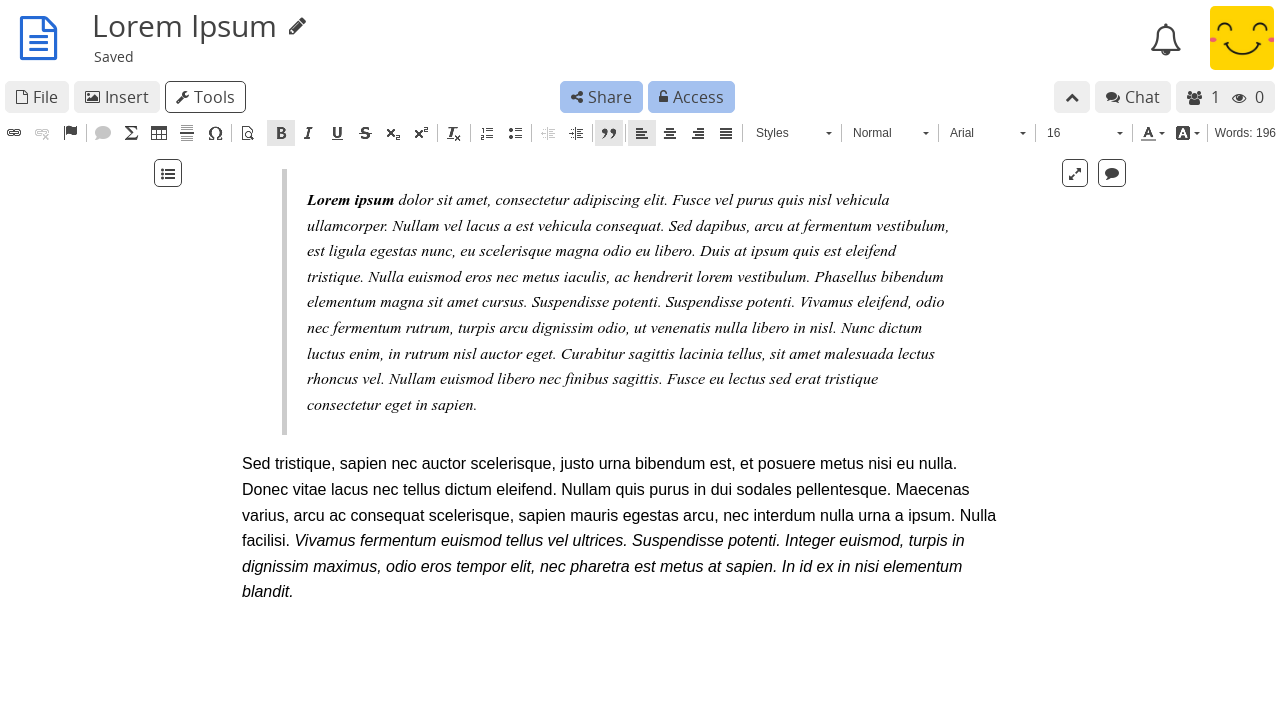 Lorem Ipsum
Saved
File Insert Tools Share Access Chat 1 0
Styles Normal Arial 16 Words: 196
Lorem ipsum dolor sit amet, consectetur adipiscing elit. Fusce vel purus quis nisl vehicula
ullamcorper. Nullam vel lacus a est vehicula consequat. Sed dapibus, arcu at fermentum vestibulum,
est ligula egestas nunc, eu scelerisque magna odio eu libero. Duis at ipsum quis est eleifend
tristique. Nulla euismod eros nec metus iaculis, ac hendrerit lorem vestibulum. Phasellus bibendum
elementum magna sit amet cursus. Suspendisse potenti. Suspendisse potenti. Vivamus eleifend, odio
nec fermentum rutrum, turpis arcu dignissim odio, ut venenatis nulla libero in nisl. Nunc dictum
luctus enim, in rutrum nisl auctor eget. Curabitur sagittis lacinia tellus, sit amet malesuada lectus
rhoncus vel. Nullam euismod libero nec finibus sagittis. Fusce eu lectus sed erat tristique
consectetur eget in sapien.
Sed tristique, sapien nec auctor scelerisque, justo urna bibendum est, et posuere metus nisi eu nulla.
Donec vitae lacus nec tellus dictum eleifend. Nullam quis purus in dui sodales pellentesque. Maecenas
varius, arcu ac consequat scelerisque, sapien mauris egestas arcu, nec interdum nulla urna a ipsum. Nulla
facilisi. Vivamus fermentum euismod tellus vel ultrices. Suspendisse potenti. Integer euismod, turpis in
dignissim maximus, odio eros tempor elit, nec pharetra est metus at sapien. In id ex in nisi elementum
blandit.